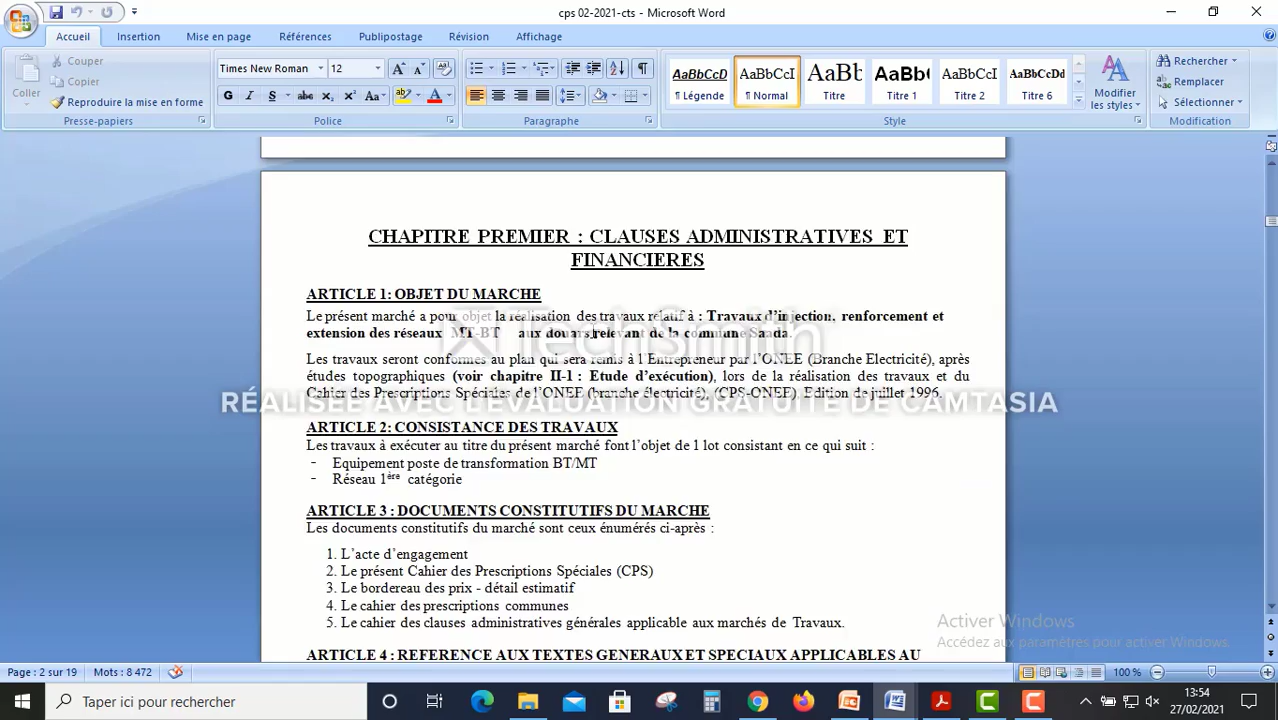 cps 02-2021-cts - Microsoft Word
Accueil Insertion Mise en page Références Publipostage Révision Affichage
Coller
Couper
Copier
Reproduire la mise en forme
Presse-papiers
Times New Roman 12
G I S abc x₂ x² Aa
Police
Paragraphe
AaBbCcD AaBbCcI AaBb AaBb( AaBbCcI AaBbCcDd
¶ Légende ¶ Normal Titre Titre 1 Titre 2 Titre 6
Modifier les styles
Style
Rechercher
Remplacer
Sélectionner
Modification
CHAPITRE PREMIER : CLAUSES ADMINISTRATIVES ET
FINANCIERES
ARTICLE 1: OBJET DU MARCHE
Le présent marché a pour objet la réalisation des travaux relatif à : Travaux d'injection, renforcement et
extension des réseaux MT-BT aux douars relevant de la commune Saada.
Les travaux seront conformes au plan qui sera remis à l'Entrepreneur par l'ONEE (Branche Electricité), après
études topographiques (voir chapitre II-1 : Etude d'exécution), lors de la réalisation des travaux et du
Cahier des Prescriptions Spéciales de l'ONEE (branche électricité), (CPS-ONEE), Edition de juillet 1996.
TechSmith
RÉALISÉE AVEC L'ÉVALUATION GRATUITE DE CAMTASIA
ARTICLE 2: CONSISTANCE DES TRAVAUX
Les travaux à exécuter au titre du présent marché font l'objet de 1 lot consistant en ce qui suit :
- Equipement poste de transformation BT/MT
- Réseau 1ère catégorie
ARTICLE 3 : DOCUMENTS CONSTITUTIFS DU MARCHE
Les documents constitutifs du marché sont ceux énumérés ci-après :
1. L'acte d'engagement
2. Le présent Cahier des Prescriptions Spéciales (CPS)
3. Le bordereau des prix - détail estimatif
4. Le cahier des prescriptions communes
5. Le cahier des clauses administratives générales applicable aux marchés de Travaux.
ARTICLE 4 : REFERENCE AUX TEXTES GENERAUX ET SPECIAUX APPLICABLES AU
Activer Windows
Accédez aux paramètres pour activer Windows.
Page : 2 sur 19 Mots : 8 472 100 %
Taper ici pour rechercher
13:54
27/02/2021